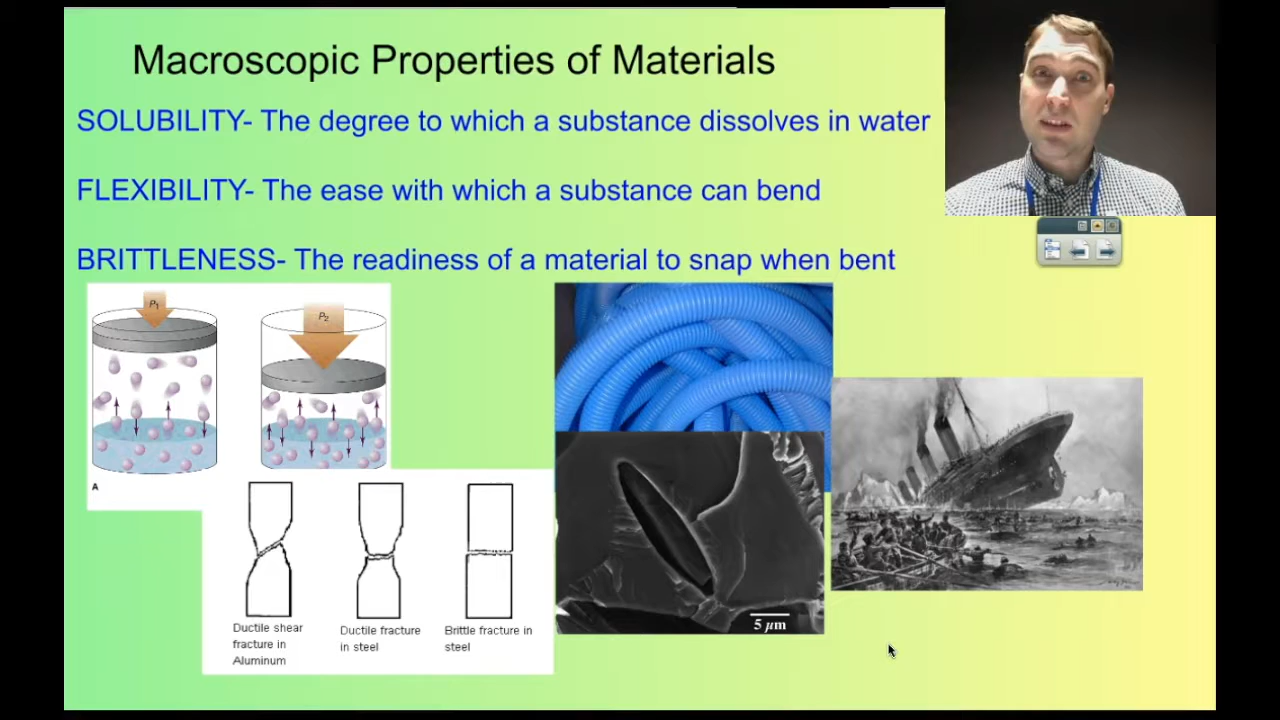 Macroscopic Properties of Materials
SOLUBILITY- The degree to which a substance dissolves in water
FLEXIBILITY- The ease with which a substance can bend
BRITTLENESS- The readiness of a material to snap when bent
P1
P2
A
Ductile shear
fracture in
Aluminum
Ductile fracture
in steel
Brittle fracture in
steel
5 µm